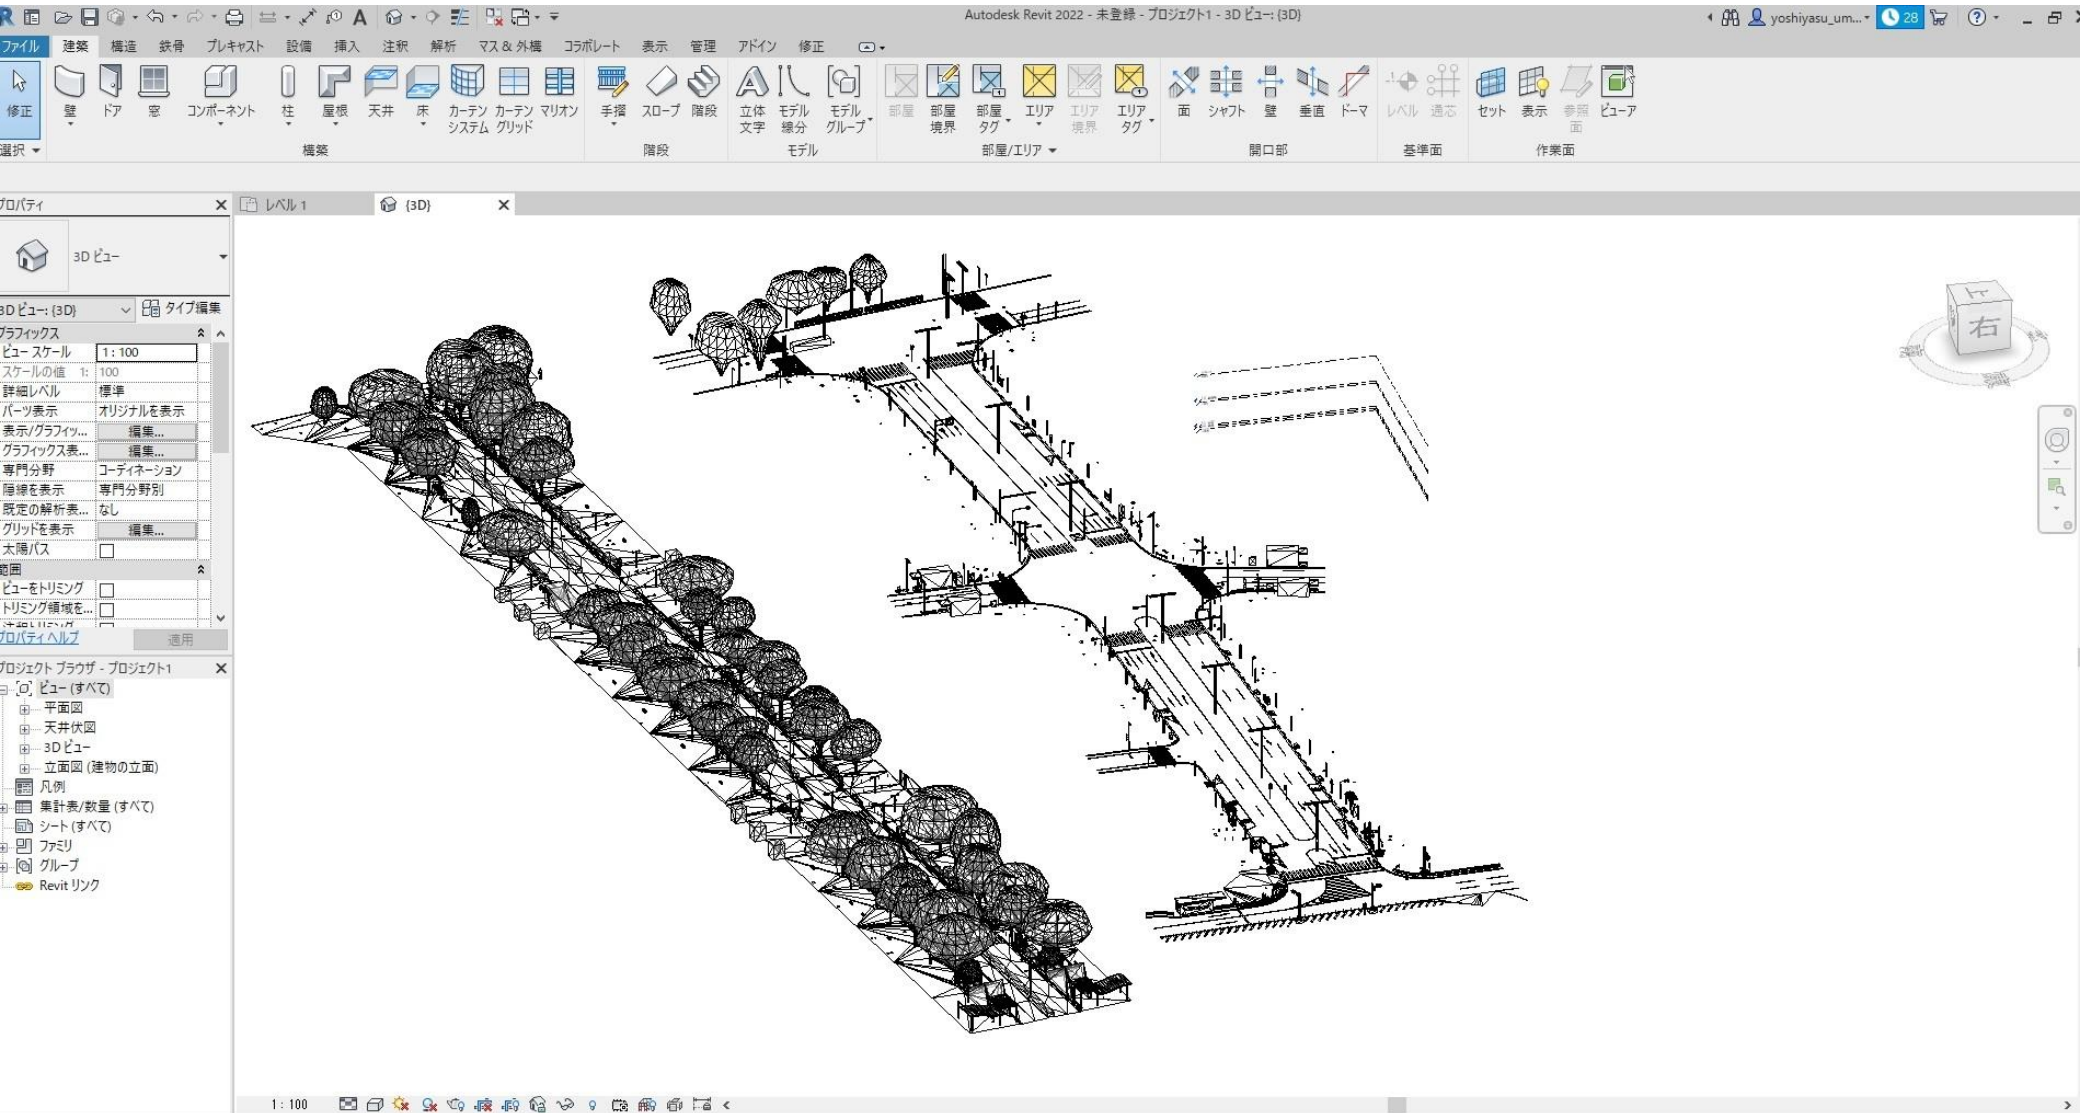 Autodesk Revit 2022 - 未登録 - プロジェクト1 - 3D ビュー: {3D}
yoshiyasu_um...
28
ファイル 建築 構造 鉄骨 プレキャスト 設備 挿入 注釈 解析 マス & 外構 コラボレート 表示 管理 アドイン 修正
修正 壁 ドア 窓 コンポーネント 柱 屋根 天井 床 カーテン システム カーテン グリッド マリオン 手摺 スロープ 階段 立体 文字 モデル 線分 モデル グループ 部屋 部屋 境界 部屋 タグ エリア エリア 境界 エリア タグ 面 シャフト 壁 垂直 ドーマ レベル 通芯 セット 表示 参照 面 ビューア
選択 構築 階段 モデル 部屋/エリア 開口部 基準面 作業面
プロパティ
レベル 1
{3D}
3D ビュー
3D ビュー: {3D} タイプ編集
グラフィックス
ビュー スケール 1 : 100
スケールの値 1: 100
詳細レベル 標準
パーツ表示 オリジナルを表示
表示/グラフィッ... 編集...
グラフィックス表... 編集...
専門分野 コーディネーション
隠線を表示 専門分野別
既定の解析表... なし
グリッドを表示 編集...
太陽パス
範囲
ビューをトリミング
トリミング領域を...
プロパティ ヘルプ 適用
プロジェクト ブラウザ - プロジェクト1
ビュー (すべて)
平面図
天井伏図
3D ビュー
立面図 (建物の立面)
凡例
集計表/数量 (すべて)
シート (すべて)
ファミリ
グループ
Revit リンク
上
右
1 : 100